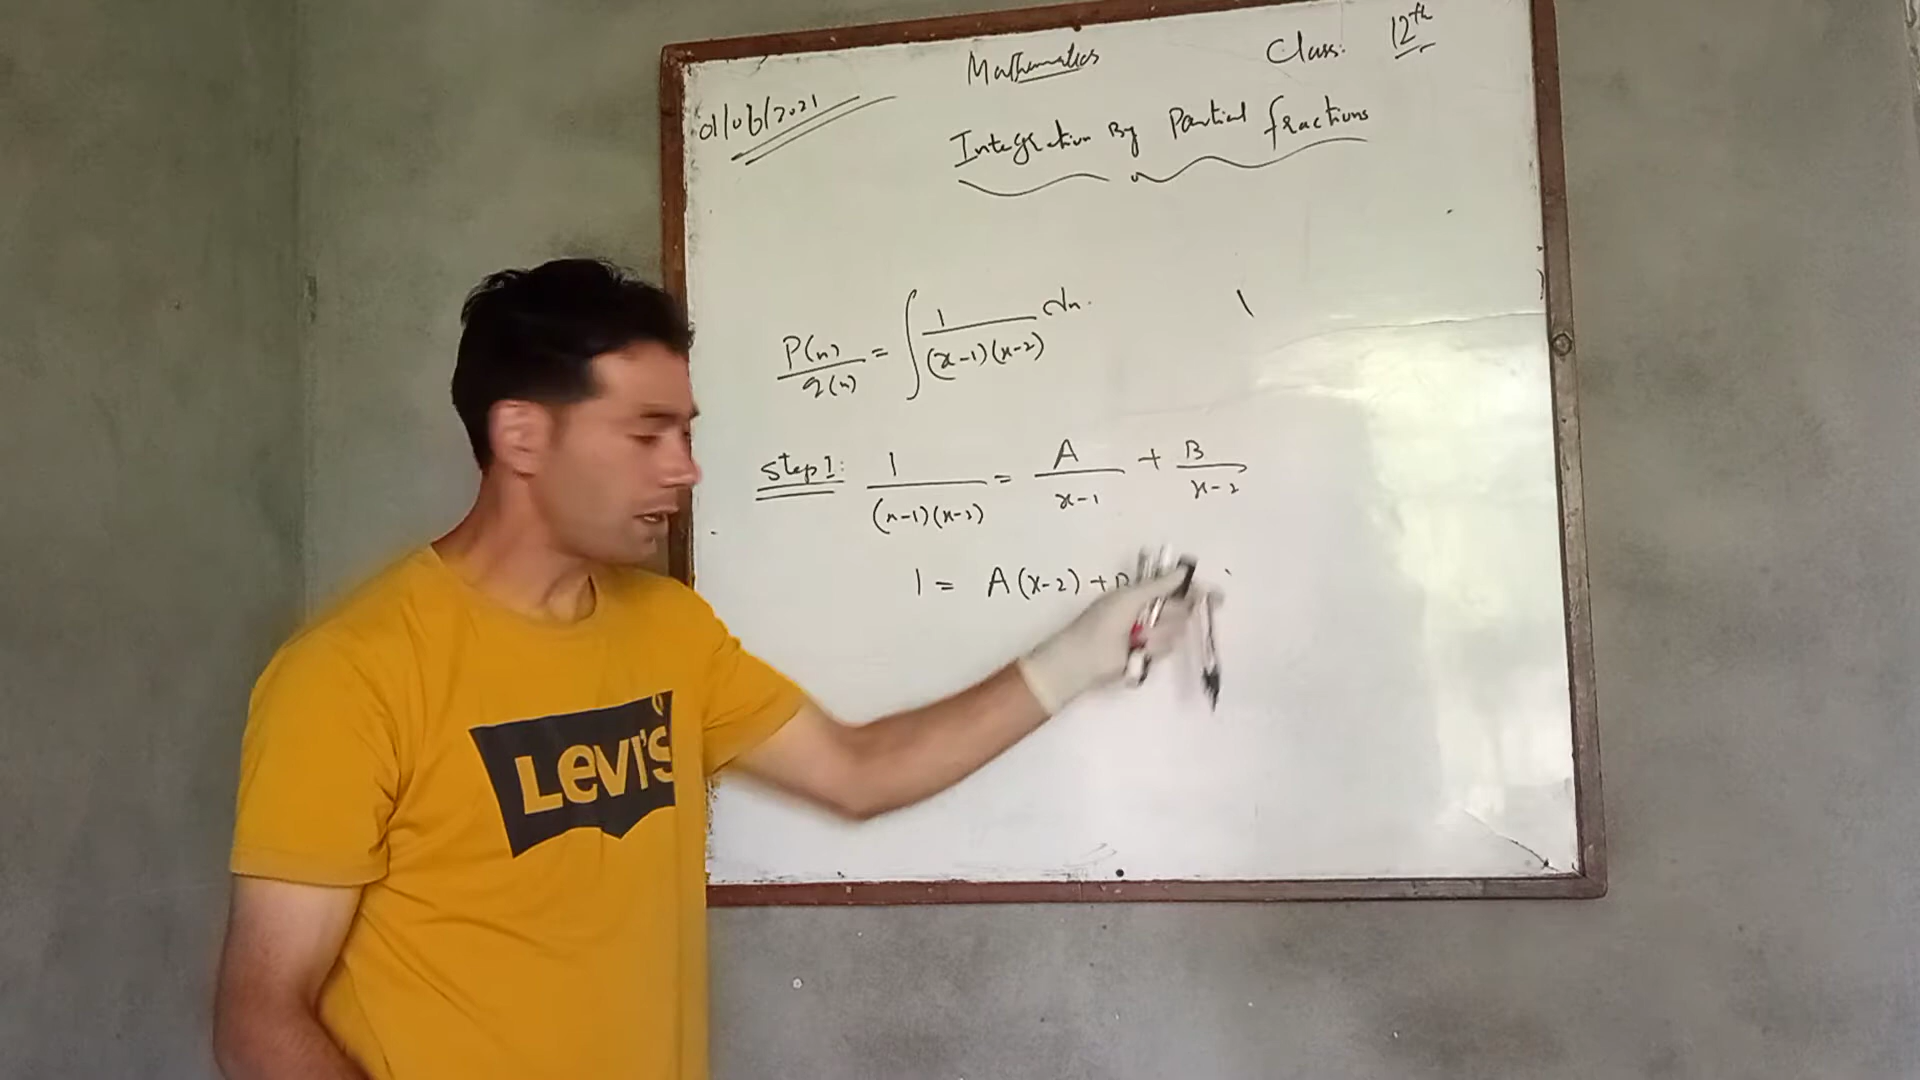 Mathematics
Class: 12th
01/06/2021
Integration By Partial fractions
P(x)/q(x) = ∫ 1/((x-1)(x-2)) dx.
1
Step I: 1/((x-1)(x-2)) = A/(x-1) + B/(x-2)
1 = A(x-2) + B
LEVI'S